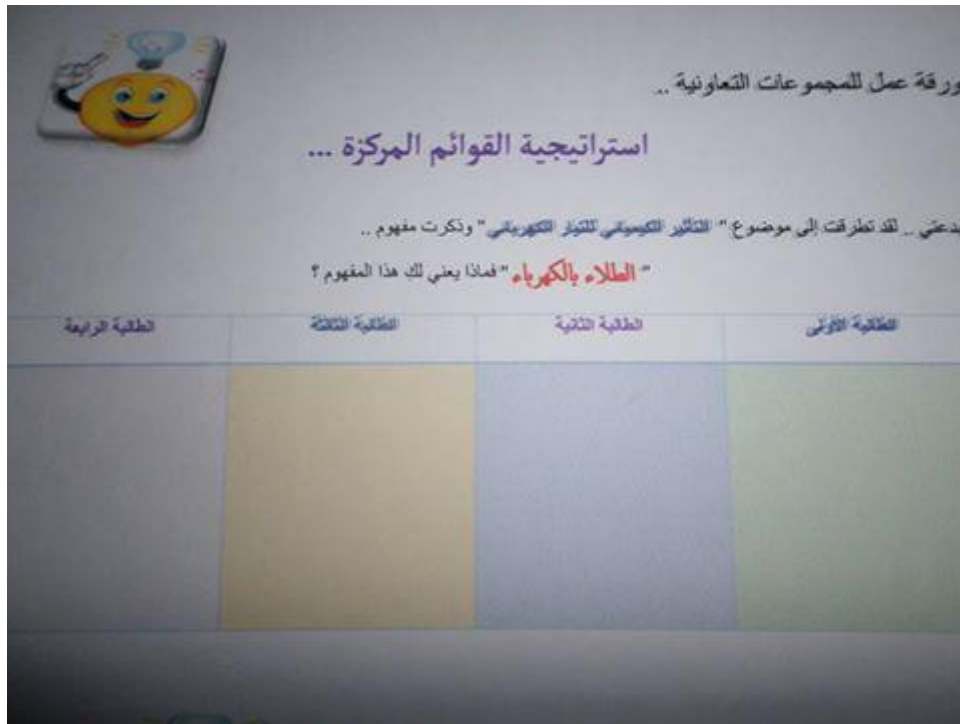 ورقة عمل للمجموعات التعاونية ..
استراتيجية القوائم المركزة ...
لقد تطرقت إلى موضوع " التأثير الكيميائي للتيار الكهربائي " وذكرت مفهوم ..
" الطلاء بالكهرباء " فماذا يعني لكِ هذا المفهوم ؟
الطالبة الأولى الطالبة الثانية الطالبة الثالثة الطالبة الرابعة